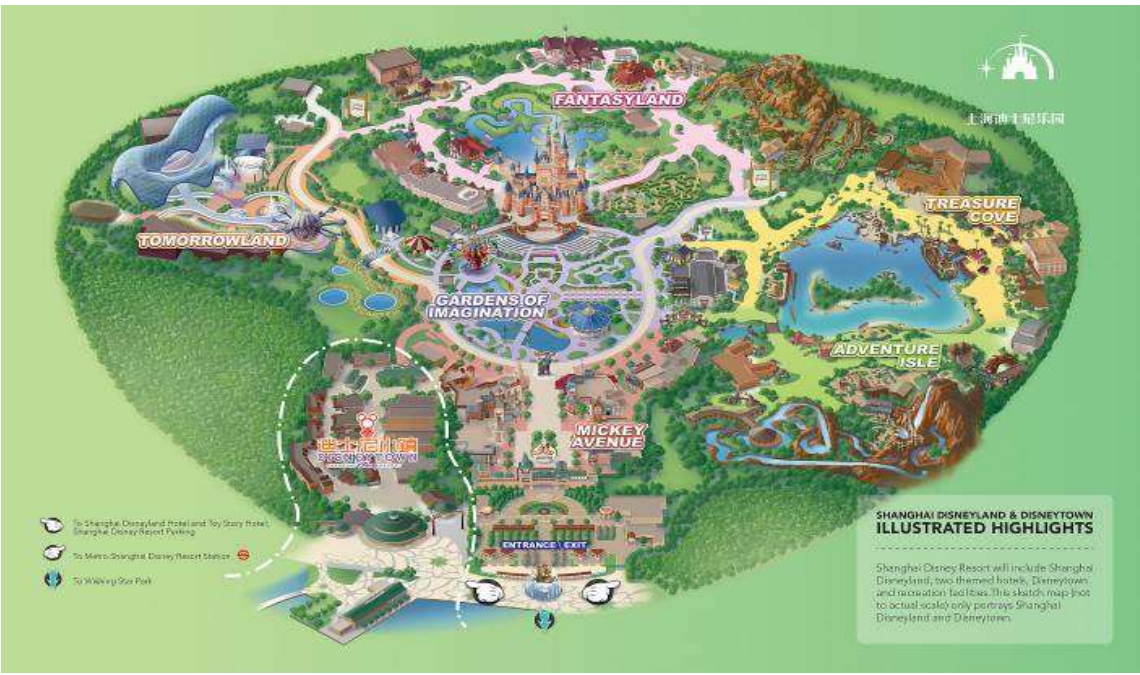 FANTASYLAND
上海迪士尼乐园
TREASURE
COVE
TOMORROWLAND
GARDENS OF
IMAGINATION
ADVENTURE
ISLE
MICKEY
AVENUE
迪士尼小镇
DISNEYTOWN
ENTRANCE EXIT
To Shanghai Disneyland Hotel and Toy Story Hotel,
Shanghai Disney Resort Parking
To Metro Shanghai Disney Resort Station
To Wishing Star Park
SHANGHAI DISNEYLAND & DISNEYTOWN
ILLUSTRATED HIGHLIGHTS
Shanghai Disney Resort will include Shanghai
Disneyland, two themed hotels, Disneytown
and recreation facilities. This sketch map (not
to actual scale) only portrays Shanghai
Disneyland and Disneytown.